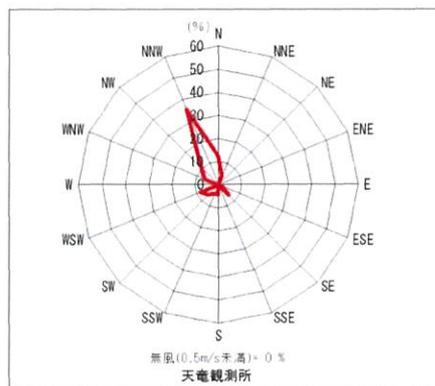 (%)
N
NNW
NNE
60
50
NW
NE
40
30
WNW
ENE
20
10
W
0
E
WSW
ESE
SW
SE
SSW
SSE
S
無風(0.5m/s未満)= 0 %
天竜観測所